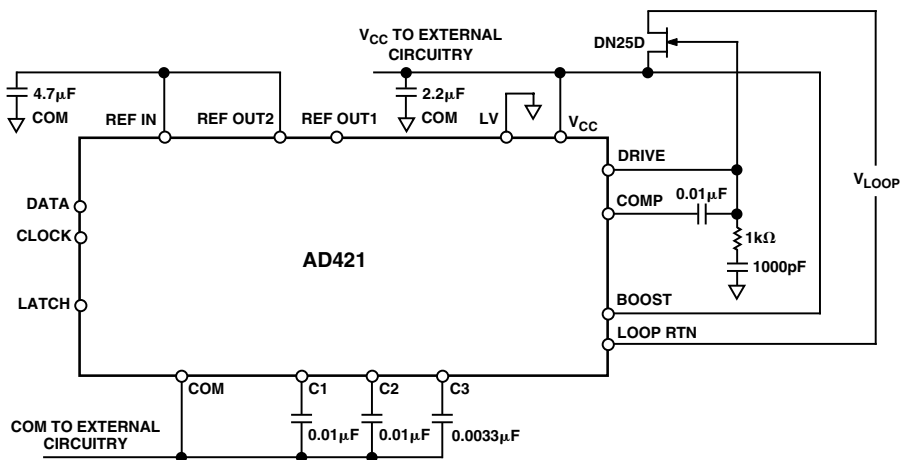 V_CC TO EXTERNAL
CIRCUITRY
DN25D
4.7µF
COM
2.2µF
COM
REF IN
REF OUT2
REF OUT1
LV
V_CC
DRIVE
V_LOOP
0.01µF
COMP
DATA
CLOCK
1kΩ
AD421
1000pF
LATCH
BOOST
LOOP RTN
COM
C1
C2
C3
COM TO EXTERNAL
CIRCUITRY
0.01µF
0.01µF
0.0033µF